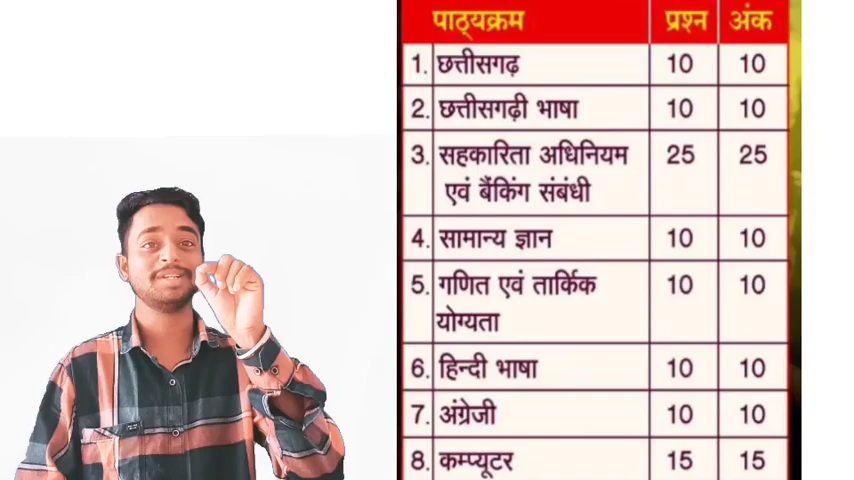 पाठ्यक्रम प्रश्न अंक
1. छत्तीसगढ़ 10 10
2. छत्तीसगढ़ी भाषा 10 10
3. सहकारिता अधिनियम 25 25
एवं बैंकिंग संबंधी
4. सामान्य ज्ञान 10 10
5. गणित एवं तार्किक 10 10
योग्यता
6. हिन्दी भाषा 10 10
7. अंग्रेजी 10 10
8. कम्प्यूटर 15 15